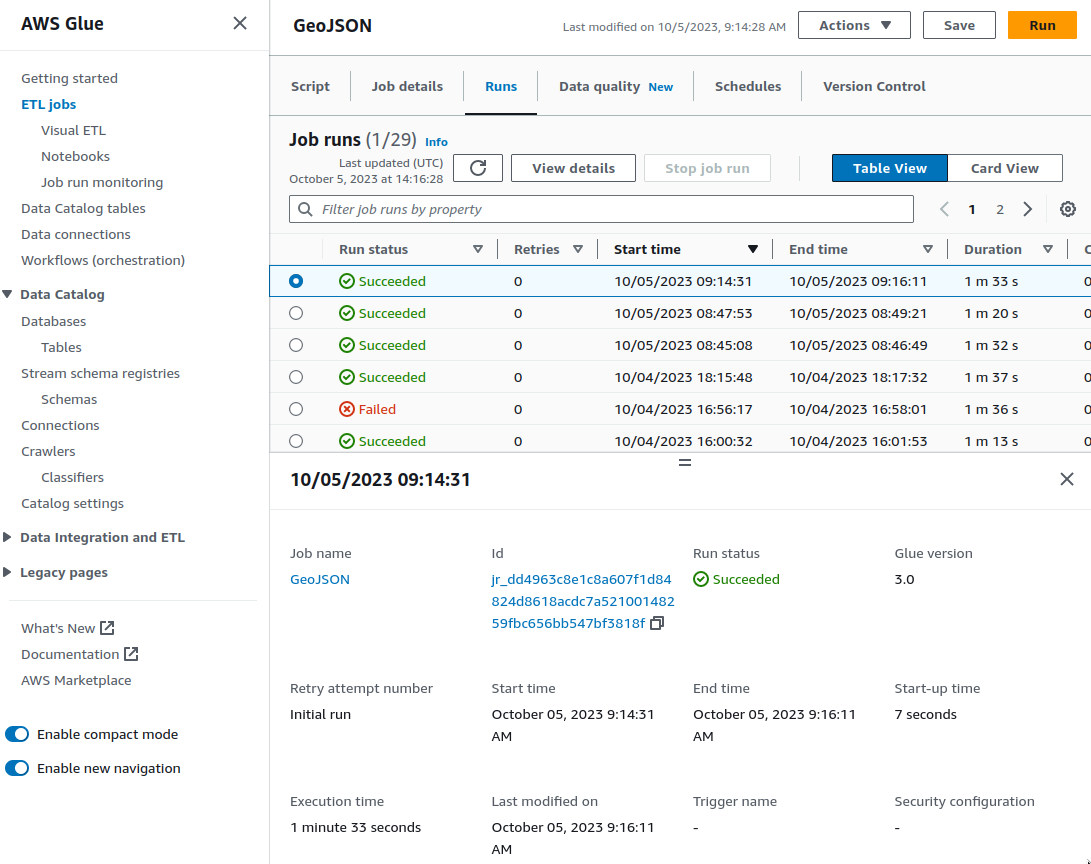 AWS Glue
Getting started
ETL jobs
Visual ETL
Notebooks
Job run monitoring
Data Catalog tables
Data connections
Workflows (orchestration)
Data Catalog
Databases
Tables
Stream schema registries
Schemas
Connections
Crawlers
Classifiers
Catalog settings
Data Integration and ETL
Legacy pages
What's New
Documentation
AWS Marketplace
Enable compact mode
Enable new navigation
GeoJSON
Last modified on 10/5/2023, 9:14:28 AM
Actions
Save
Run
Script Job details Runs Data quality New Schedules Version Control
Job runs (1/29) Info
Last updated (UTC)
October 5, 2023 at 14:16:28
View details
Stop job run
Table View
Card View
Filter job runs by property
1 2
Run status Retries Start time End time Duration
Succeeded 0 10/05/2023 09:14:31 10/05/2023 09:16:11 1 m 33 s
Succeeded 0 10/05/2023 08:47:53 10/05/2023 08:49:21 1 m 20 s
Succeeded 0 10/05/2023 08:45:08 10/05/2023 08:46:49 1 m 32 s
Succeeded 0 10/04/2023 18:15:48 10/04/2023 18:17:32 1 m 37 s
Failed 0 10/04/2023 16:56:17 10/04/2023 16:58:01 1 m 36 s
Succeeded 0 10/04/2023 16:00:32 10/04/2023 16:01:53 1 m 13 s
10/05/2023 09:14:31
Job name
GeoJSON
Id
jr_dd4963c8e1c8a607f1d84
824d8618acdc7a521001482
59fbc656bb547bf3818f
Run status
Succeeded
Glue version
3.0
Retry attempt number
Initial run
Start time
October 05, 2023 9:14:31
AM
End time
October 05, 2023 9:16:11
AM
Start-up time
7 seconds
Execution time
1 minute 33 seconds
Last modified on
October 05, 2023 9:16:11
AM
Trigger name
-
Security configuration
-